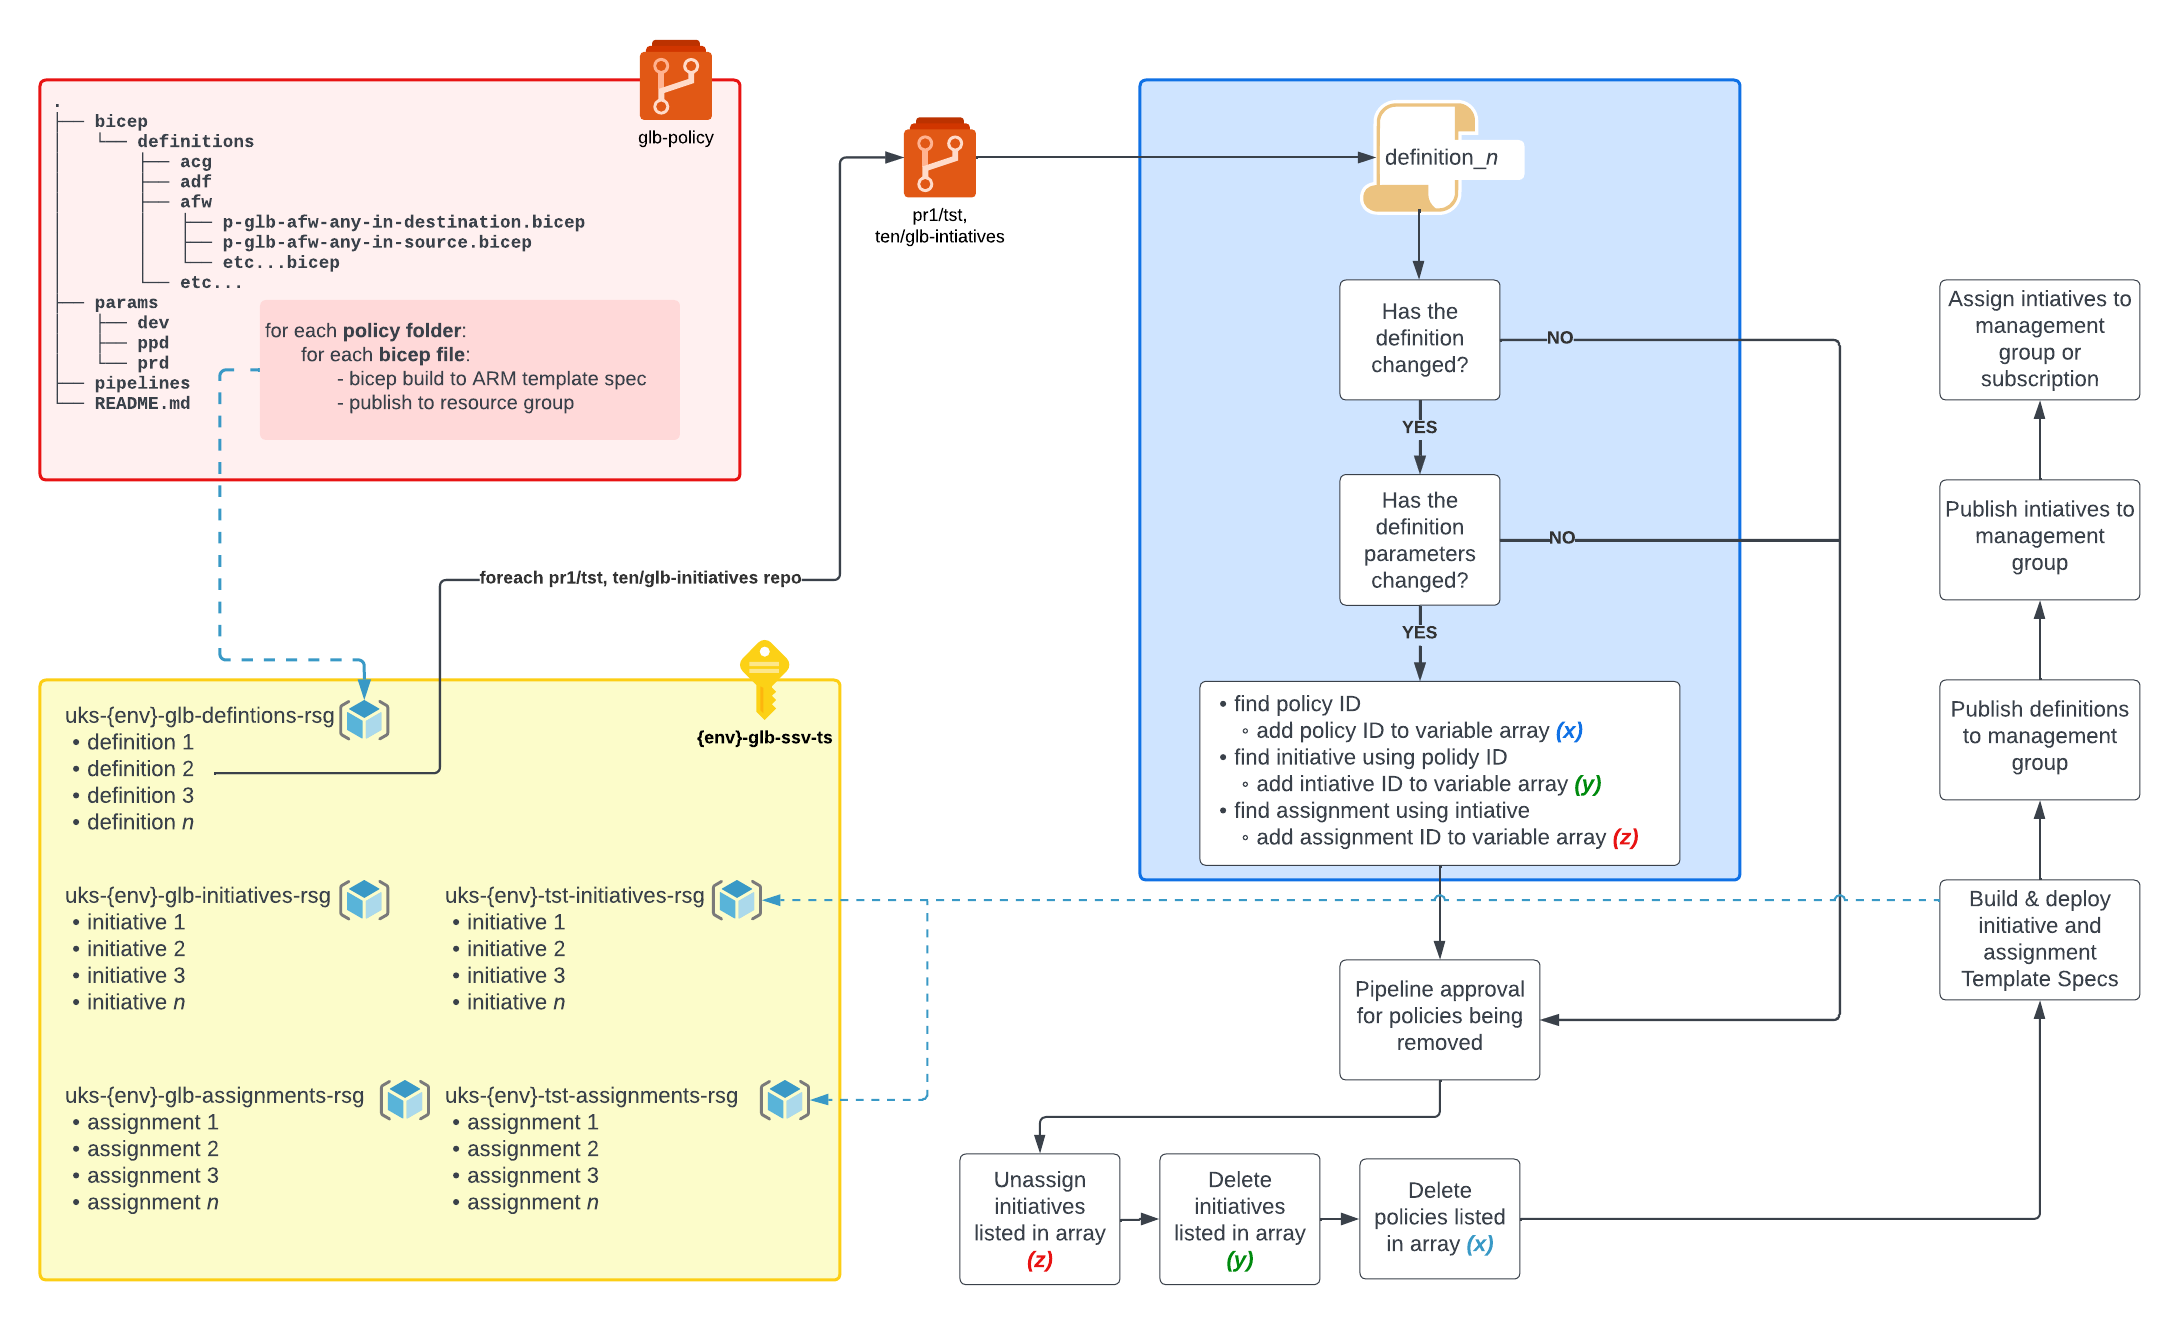 .
├── bicep
│   └── definitions
│       ├── acg
│       ├── adf
│       ├── afw
│       │   ├── p-glb-afw-any-in-destination.bicep
│       │   ├── p-glb-afw-any-in-source.bicep
│       │   └── etc...bicep
│       └── etc...
├── params
│   ├── dev
│   ├── ppd
│   └── prd
├── pipelines
└── README.md
glb-policy
for each policy folder:
for each bicep file:
- bicep build to ARM template spec
- publish to resource group
pr1/tst,
ten/glb-intiatives
foreach pr1/tst, ten/glb-initiatives repo
{env}-glb-ssv-ts
uks-{env}-glb-defintions-rsg
• definition 1
• definition 2
• definition 3
• definition n
uks-{env}-glb-initiatives-rsg
• initiative 1
• initiative 2
• initiative 3
• initiative n
uks-{env}-tst-initiatives-rsg
• initiative 1
• initiative 2
• initiative 3
• initiative n
uks-{env}-glb-assignments-rsg
• assignment 1
• assignment 2
• assignment 3
• assignment n
uks-{env}-tst-assignments-rsg
• assignment 1
• assignment 2
• assignment 3
• assignment n
definition_n
Has the
definition
changed?
NO
YES
Has the
definition
parameters
changed?
NO
YES
• find policy ID
◦ add policy ID to variable array (x)
• find initiative using polidy ID
◦ add intiative ID to variable array (y)
• find assignment using intiative
◦ add assignment ID to variable array (z)
Pipeline approval
for policies being
removed
Unassign
initiatives
listed in array
(z)
Delete
initiatives
listed in array
(y)
Delete
policies listed
in array (x)
Build & deploy
initiative and
assignment
Template Specs
Publish definitions
to management
group
Publish intiatives to
management
group
Assign intiatives to
management
group or
subscription